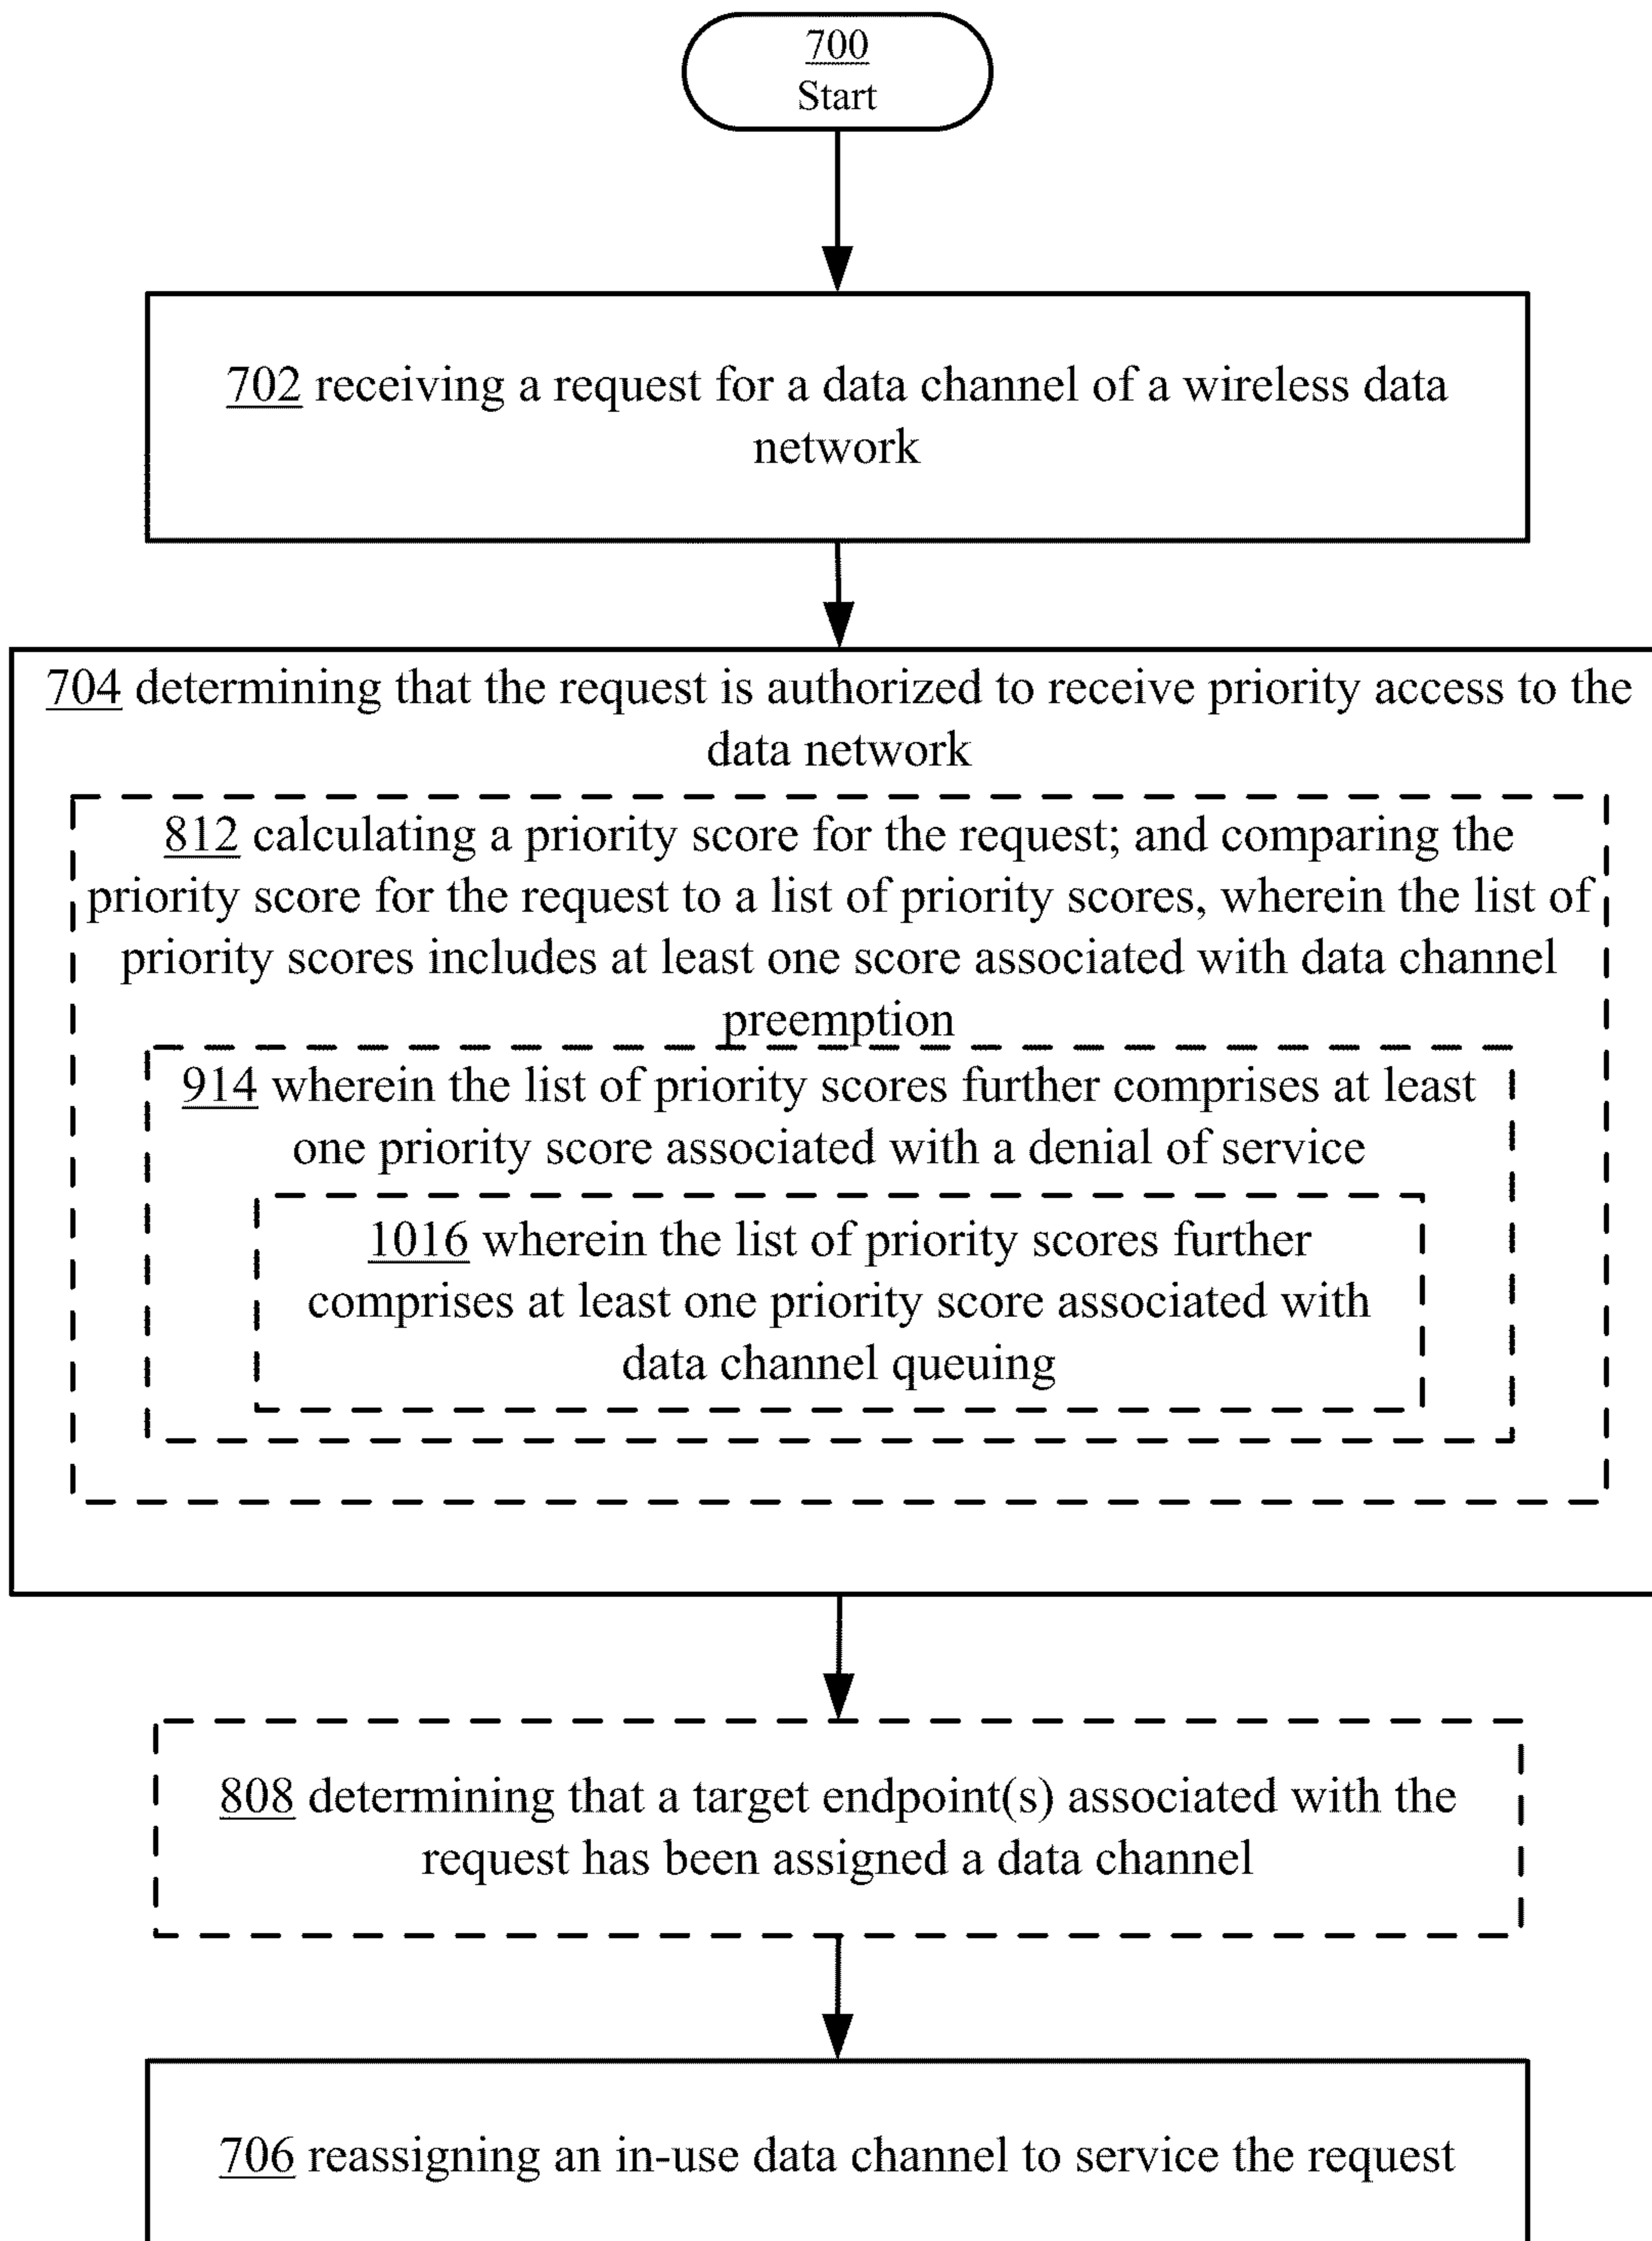 700
Start
702 receiving a request for a data channel of a wireless data
network
704 determining that the request is authorized to receive priority access to the
data network
812 calculating a priority score for the request; and comparing the
priority score for the request to a list of priority scores, wherein the list of
priority scores includes at least one score associated with data channel
preemption
914 wherein the list of priority scores further comprises at least
one priority score associated with a denial of service
1016 wherein the list of priority scores further
comprises at least one priority score associated with
data channel queuing
808 determining that a target endpoint(s) associated with the
request has been assigned a data channel
706 reassigning an in-use data channel to service the request